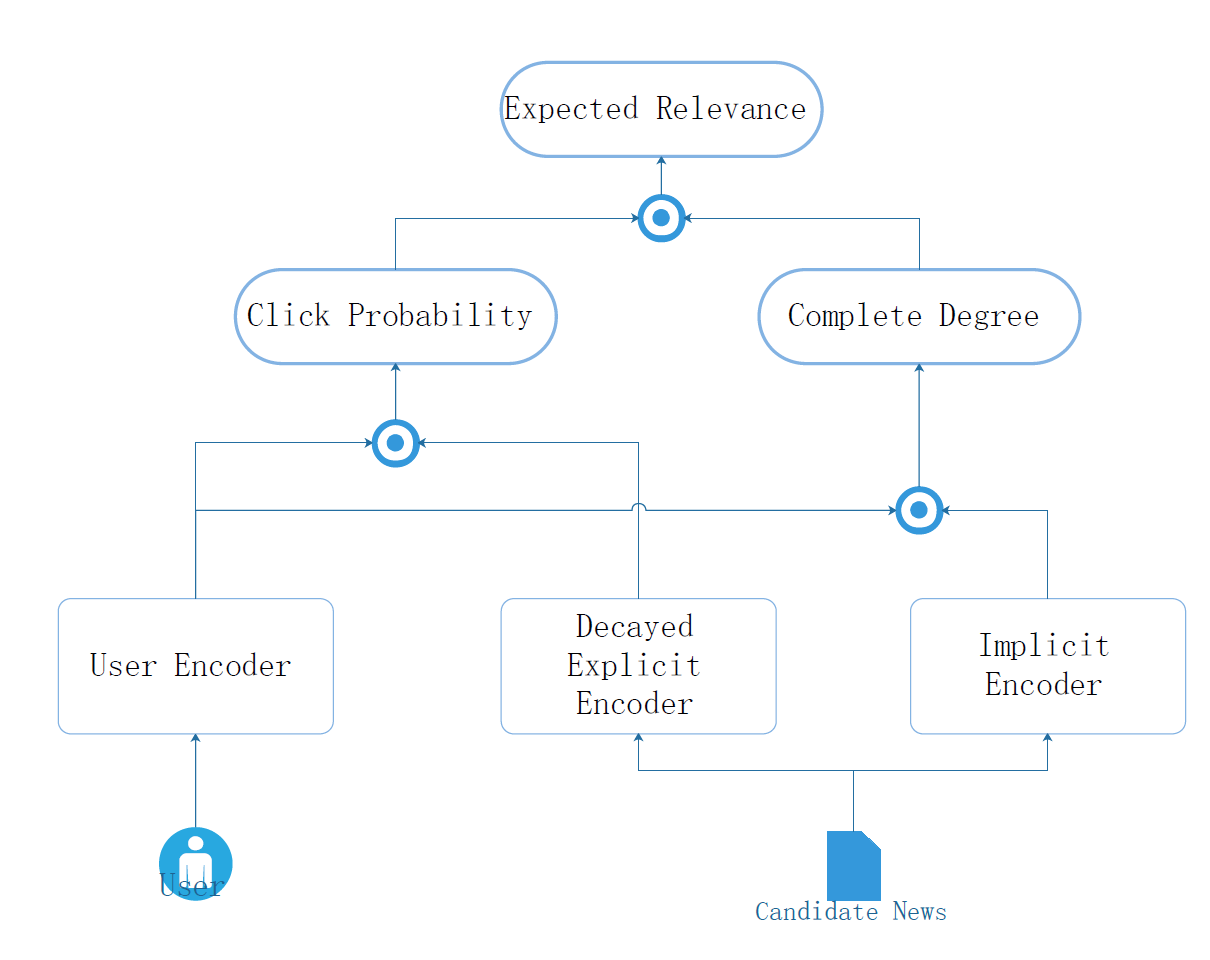 Expected Relevance
Click Probability
Complete Degree
User Encoder
Decayed
Explicit
Encoder
Implicit
Encoder
User
Candidate News